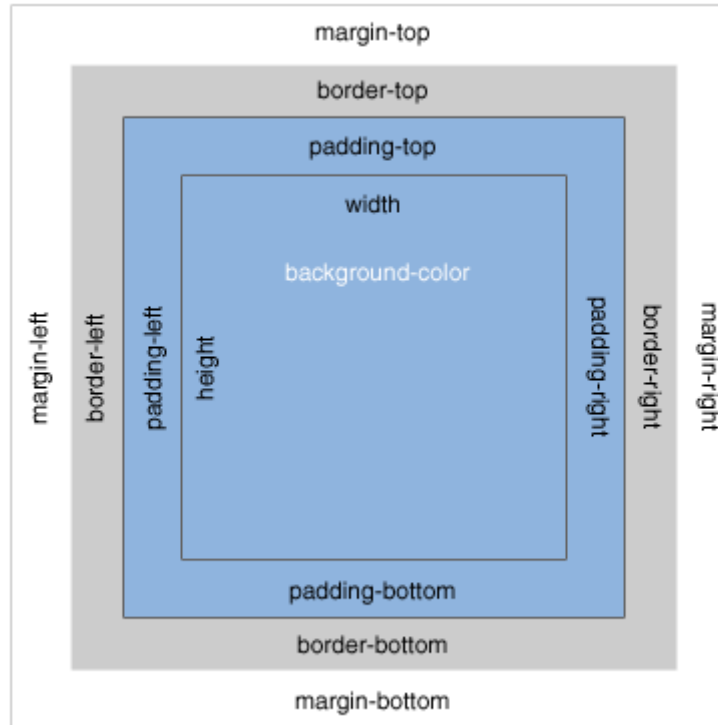 margin-top
border-top
padding-top
width
background-color
margin-left
border-left
padding-left
height
padding-right
border-right
margin-right
padding-bottom
border-bottom
margin-bottom